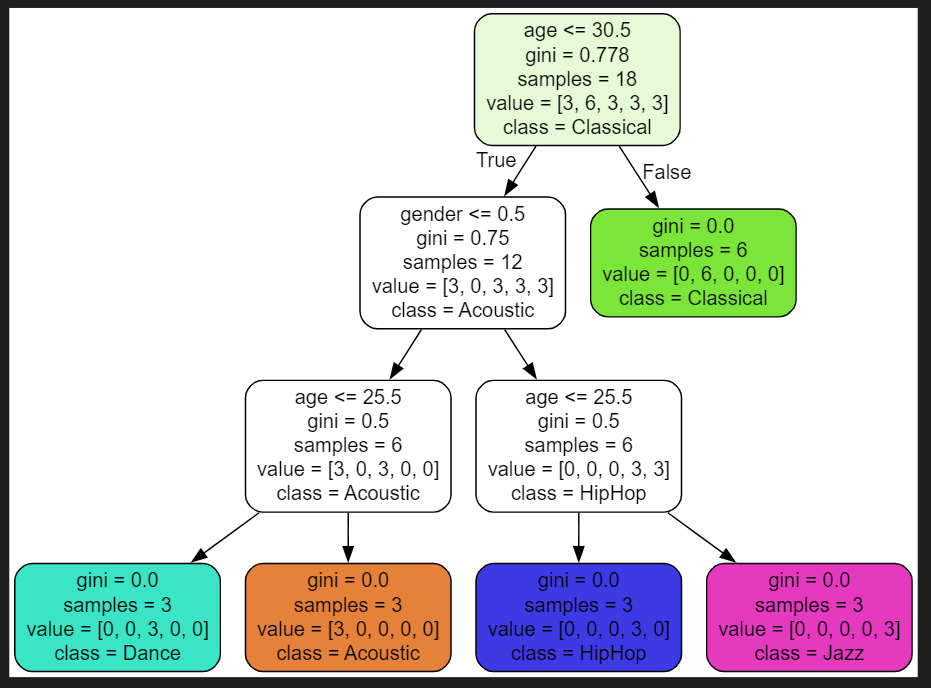 age <= 30.5
gini = 0.778
samples = 18
value = [3, 6, 3, 3, 3]
class = Classical
True
False
gender <= 0.5
gini = 0.75
samples = 12
value = [3, 0, 3, 3, 3]
class = Acoustic
gini = 0.0
samples = 6
value = [0, 6, 0, 0, 0]
class = Classical
age <= 25.5
gini = 0.5
samples = 6
value = [3, 0, 3, 0, 0]
class = Acoustic
age <= 25.5
gini = 0.5
samples = 6
value = [0, 0, 0, 3, 3]
class = HipHop
gini = 0.0
samples = 3
value = [0, 0, 3, 0, 0]
class = Dance
gini = 0.0
samples = 3
value = [3, 0, 0, 0, 0]
class = Acoustic
gini = 0.0
samples = 3
value = [0, 0, 0, 3, 0]
class = HipHop
gini = 0.0
samples = 3
value = [0, 0, 0, 0, 3]
class = Jazz